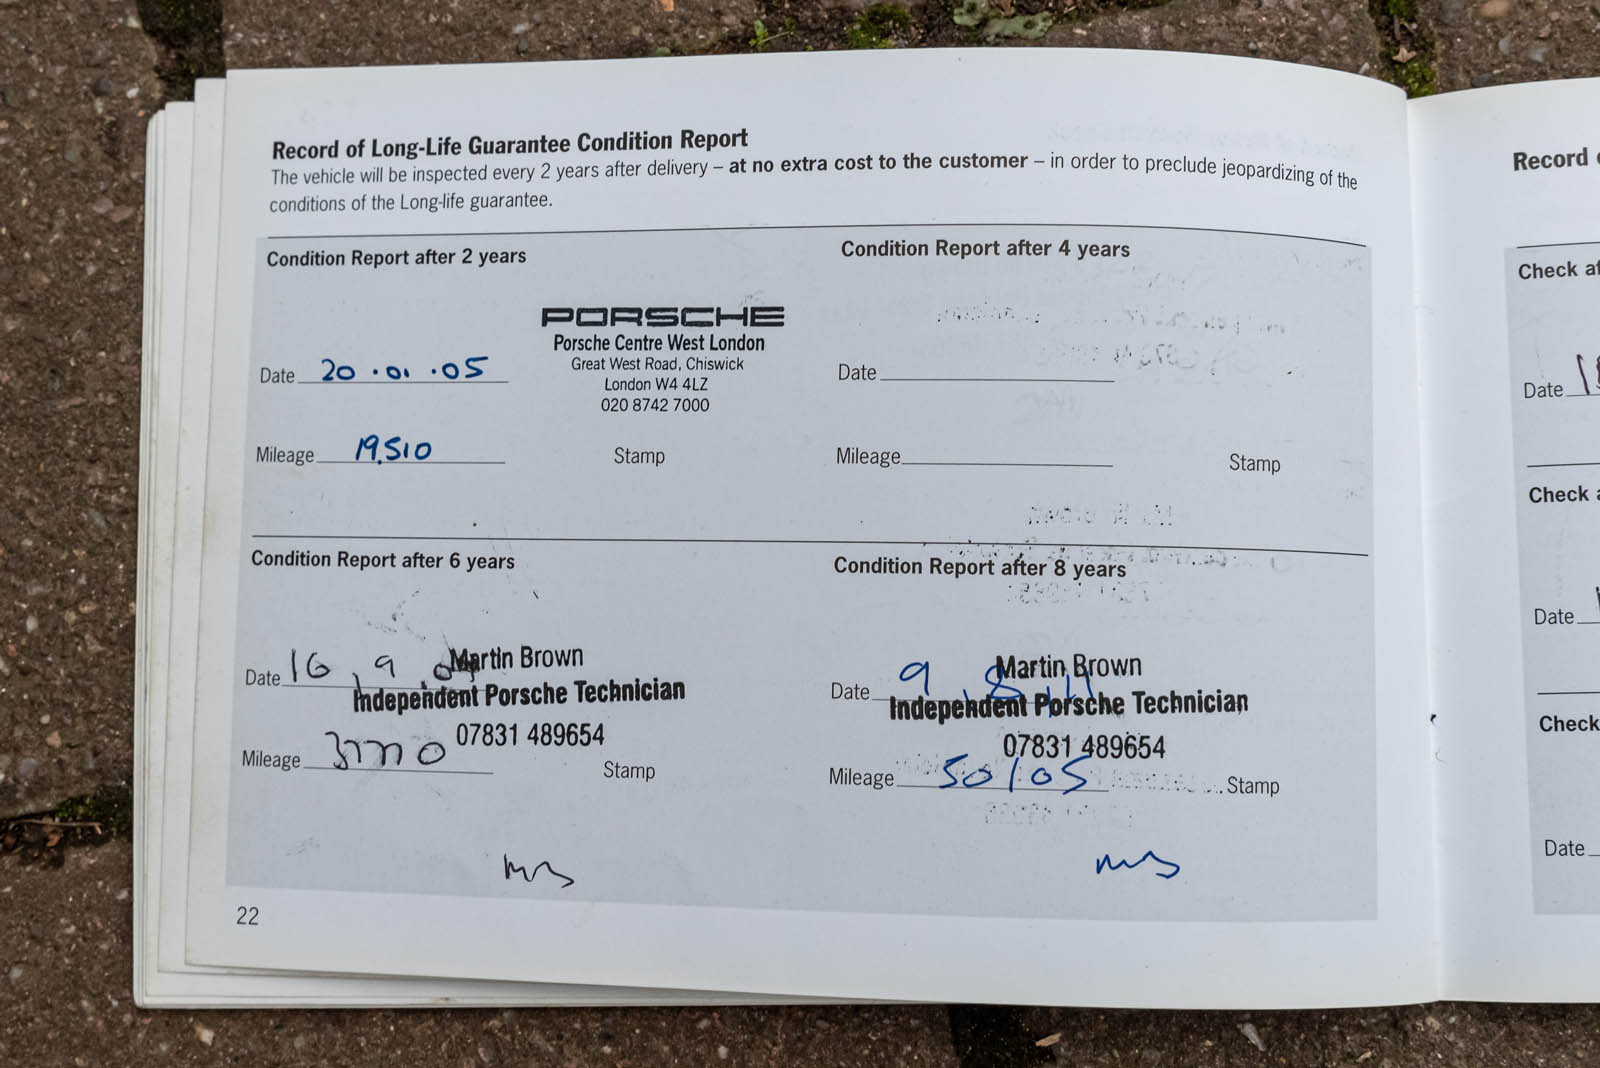 Record of Long-Life Guarantee Condition Report
The vehicle will be inspected every 2 years after delivery – at no extra cost to the customer – in order to preclude jeopardizing of the
conditions of the Long-life guarantee.
Condition Report after 2 years
PORSCHE
Porsche Centre West London
Great West Road, Chiswick
London W4 4LZ
020 8742 7000
Date 20.01.05
Mileage 19,510
Stamp
Condition Report after 4 years
Date
Mileage
Stamp
Condition Report after 6 years
Martin Brown
Independent Porsche Technician
07831 489654
Date 16.9.
Mileage
Stamp
Condition Report after 8 years
Martin Brown
Independent Porsche Technician
07831 489654
Date 9.8.11
Mileage 50105
Stamp
22
Record
Check
Date
Check
Date
Check
Date